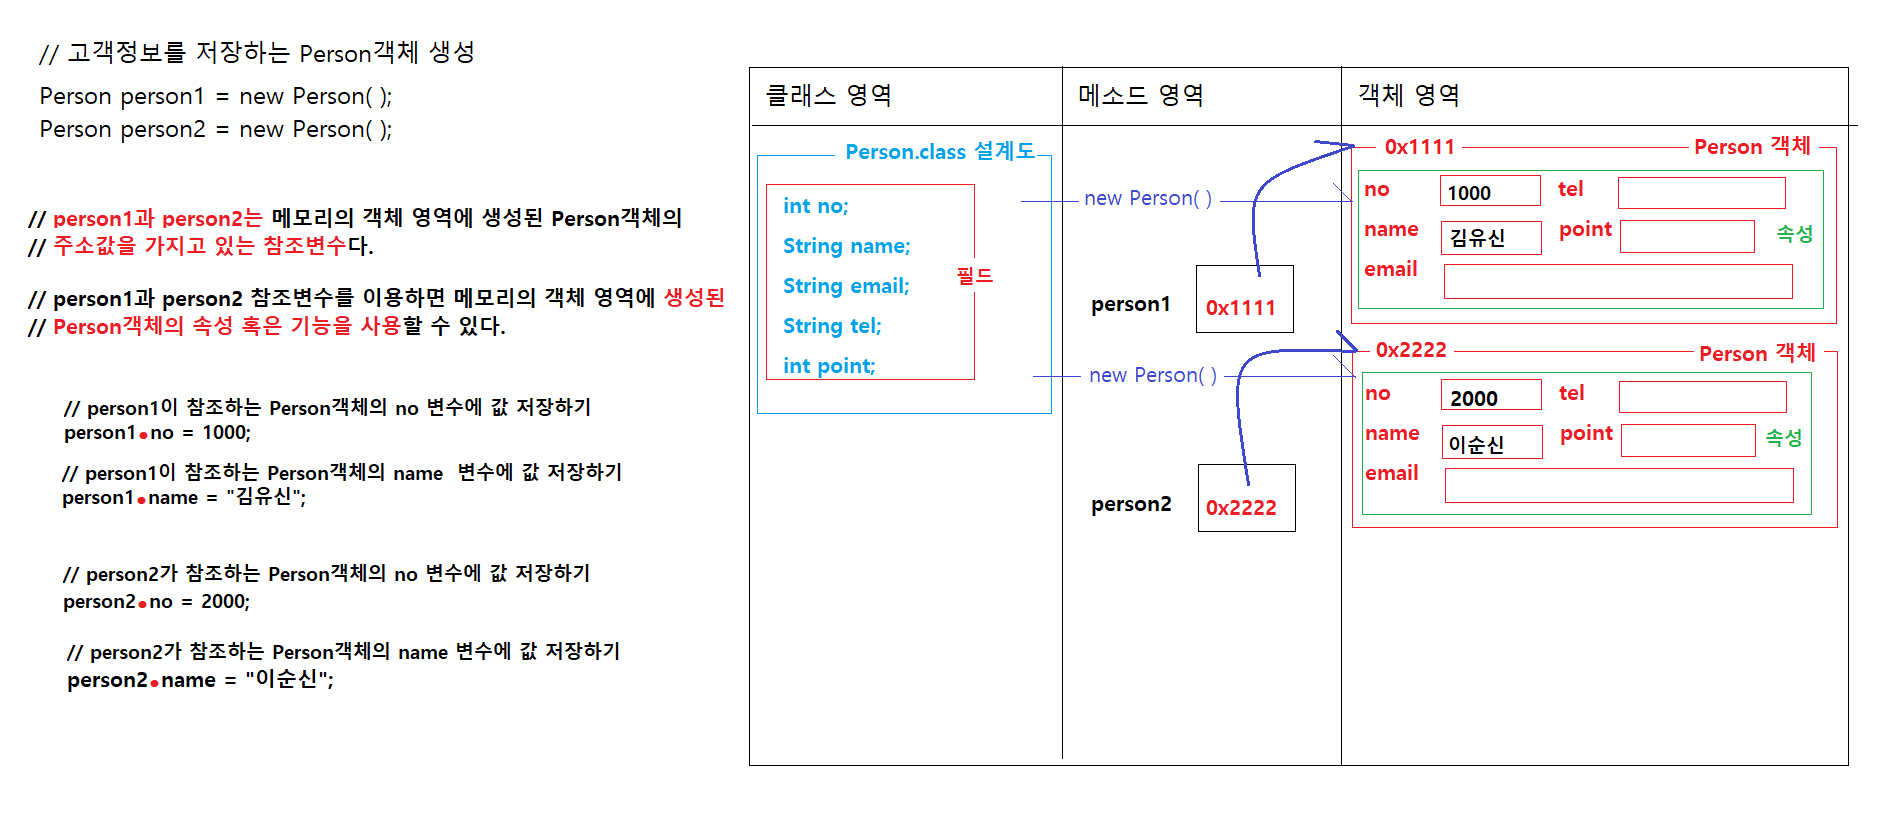 // 고객정보를 저장하는 Person객체 생성
Person person1 = new Person( );
Person person2 = new Person( );
// person1과 person2는 메모리의 객체 영역에 생성된 Person객체의
// 주소값을 가지고 있는 참조변수다.
// person1과 person2 참조변수를 이용하면 메모리의 객체 영역에 생성된
// Person객체의 속성 혹은 기능을 사용할 수 있다.
// person1이 참조하는 Person객체의 no 변수에 값 저장하기
person1.no = 1000;
// person1이 참조하는 Person객체의 name 변수에 값 저장하기
person1.name = "김유신";
// person2가 참조하는 Person객체의 no 변수에 값 저장하기
person2.no = 2000;
// person2가 참조하는 Person객체의 name 변수에 값 저장하기
person2.name = "이순신";
클래스 영역
Person.class 설계도
int no;
String name;
String email;
String tel;
int point;
필드
메소드 영역
new Person( )
person1
0x1111
new Person( )
person2
0x2222
객체 영역
0x1111 Person 객체
no 1000 tel
name 김유신 point 속성
email
0x2222 Person 객체
no 2000 tel
name 이순신 point 속성
email